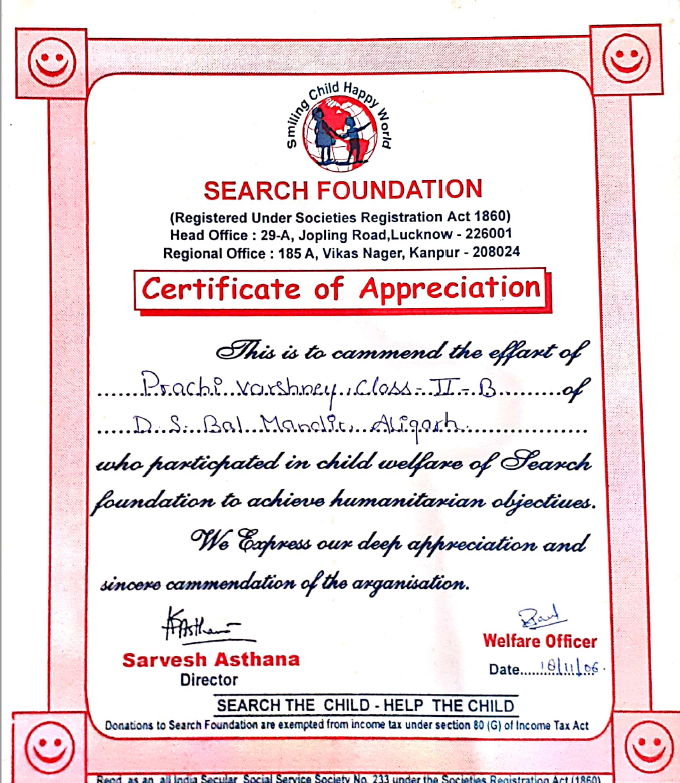 Smiling Child Happy World
SEARCH FOUNDATION
(Registered Under Societies Registration Act 1860)
Head Office : 29-A, Jopling Road,Lucknow - 226001
Regional Office : 185 A, Vikas Nager, Kanpur - 208024
Certificate of Appreciation
This is to cammend the effart of
Prachi Varshney, Class-II-B of
D.S. Bal Mandir, Aligarh
who particpated in child welfare of Search
foundation to achieve humanitarian objectiues.
We Express our deep appreciation and
sincere cammendation of the arganisation.
Sarvesh Asthana
Director
Welfare Officer
Date 18/11/06
SEARCH THE CHILD - HELP THE CHILD
Donations to Search Foundation are exempted from income tax under section 80 (G) of Income Tax Act
Regd. as an all India Secular Social Service Society No. 233 under the Societies Registration Act (1860)